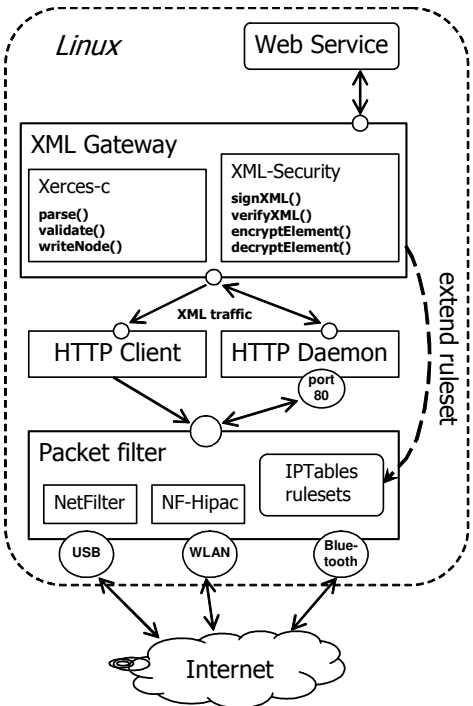 Linux
Web Service
XML Gateway
Xerces-c
parse()
validate()
writeNode()
XML-Security
signXML()
verifyXML()
encryptElement()
decryptElement()
extend ruleset
XML traffic
HTTP Client
HTTP Daemon
port
80
Packet filter
NetFilter
NF-Hipac
IPTables
rulesets
USB
WLAN
Blue-
tooth
Internet